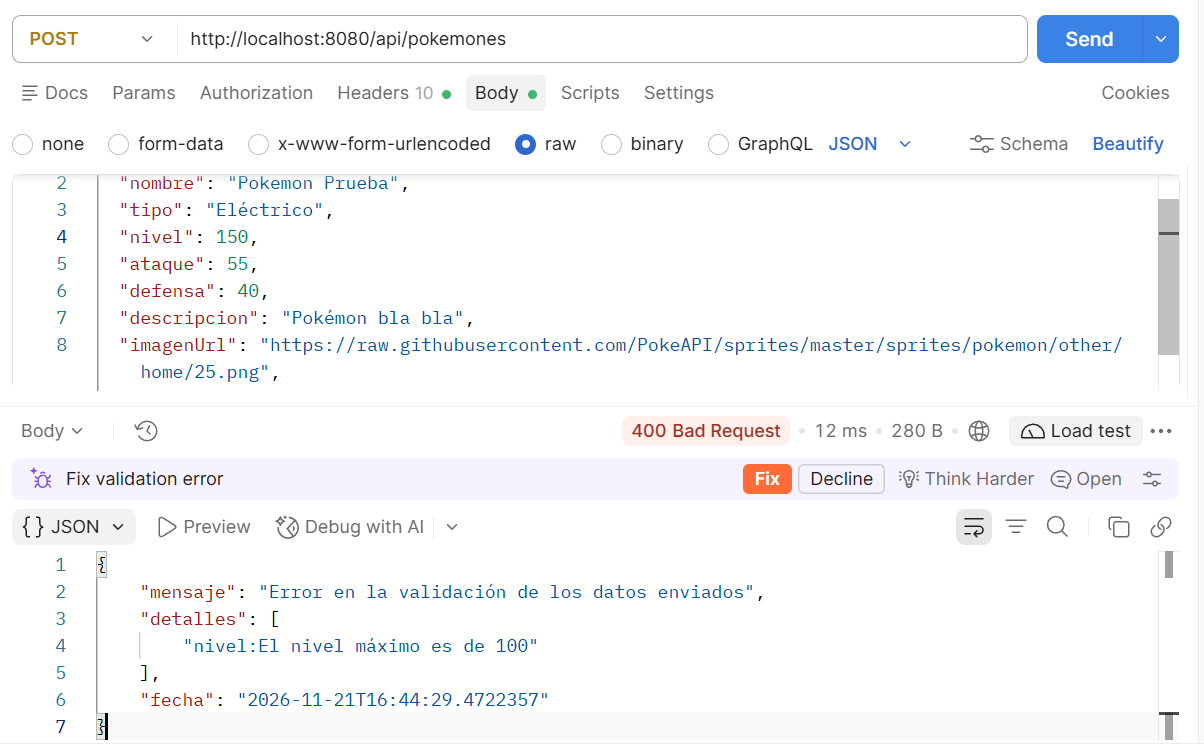 POST http://localhost:8080/api/pokemones Send
Docs Params Authorization Headers 10 Body Scripts Settings Cookies
none form-data x-www-form-urlencoded raw binary GraphQL JSON Schema Beautify
2 "nombre": "Pokemon Prueba",
3 "tipo": "Eléctrico",
4 "nivel": 150,
5 "ataque": 55,
6 "defensa": 40,
7 "descripcion": "Pokémon bla bla",
8 "imagenUrl": "https://raw.githubusercontent.com/PokeAPI/sprites/master/sprites/pokemon/other/
home/25.png",
Body 400 Bad Request • 12 ms • 280 B • Load test
Fix validation error Fix Decline Think Harder Open
{} JSON Preview Debug with AI
1 {
2 "mensaje": "Error en la validación de los datos enviados",
3 "detalles": [
4 "nivel:El nivel máximo es de 100"
5 ],
6 "fecha": "2026-11-21T16:44:29.4722357"
7 }